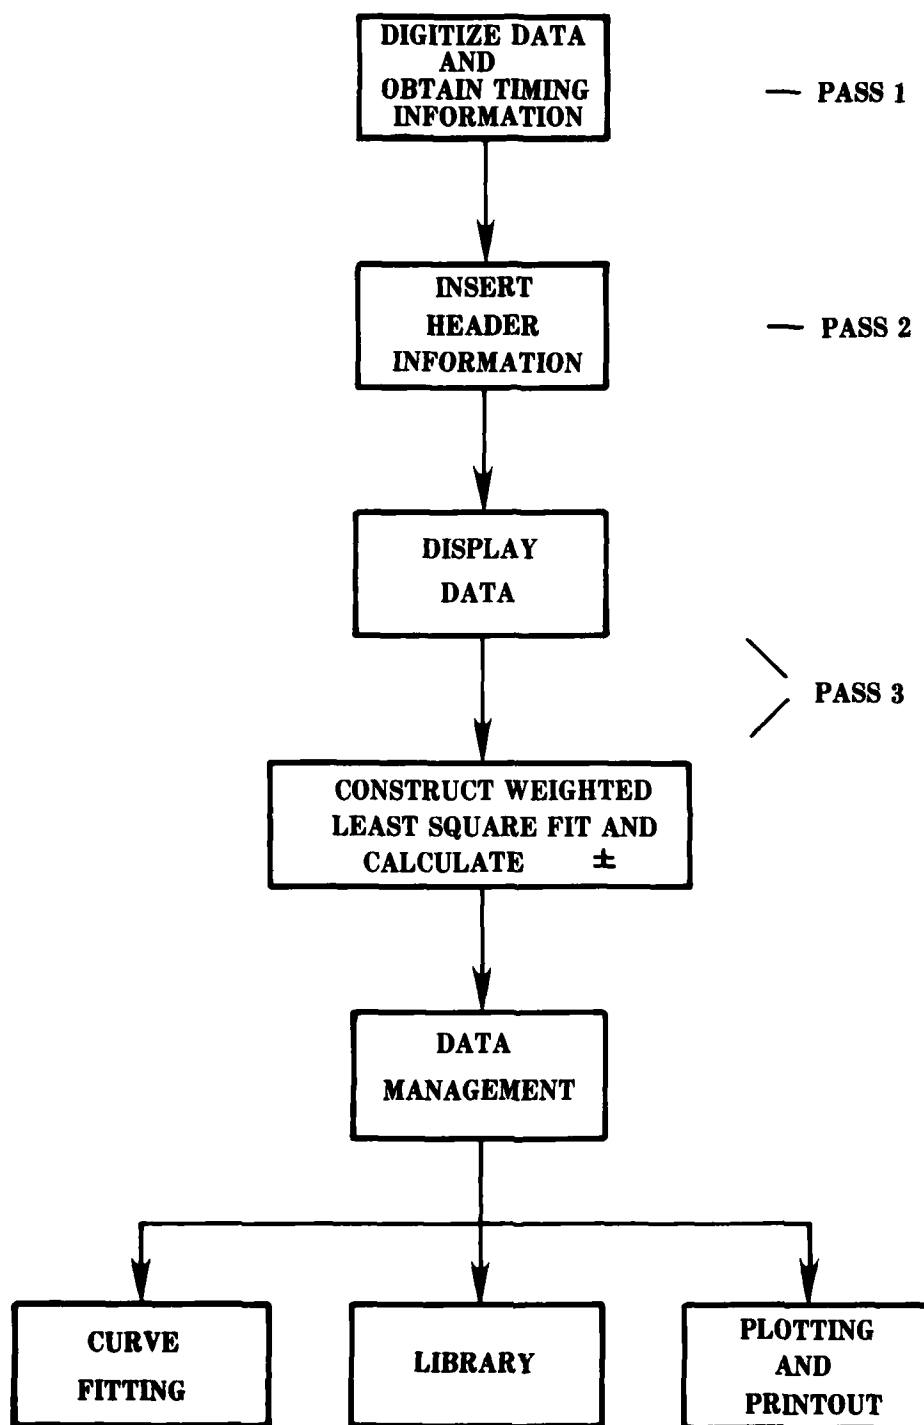 DIGITIZE DATA
AND
OBTAIN TIMING
INFORMATION
— PASS 1
INSERT
HEADER
INFORMATION
— PASS 2
DISPLAY
DATA
PASS 3
CONSTRUCT WEIGHTED
LEAST SQUARE FIT AND
CALCULATE ±
DATA
MANAGEMENT
CURVE
FITTING
LIBRARY
PLOTTING
AND
PRINTOUT